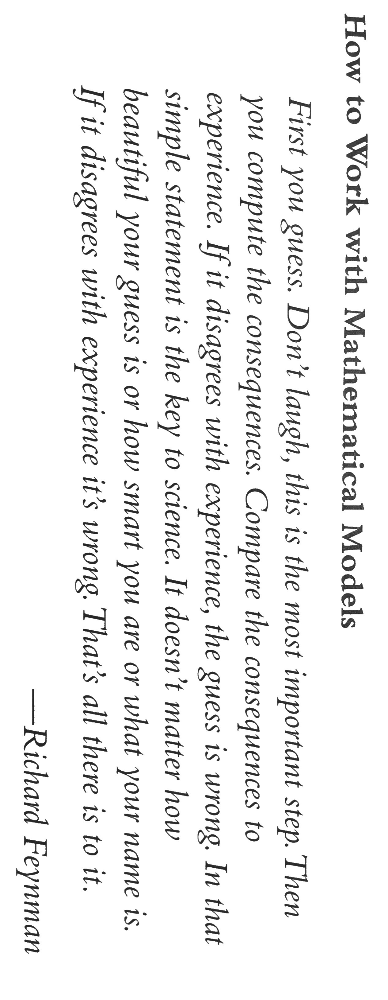 How to Work with Mathematical Models
First you guess. Don't laugh, this is the most important step. Then
you compute the consequences. Compare the consequences to
experience. If it disagrees with experience, the guess is wrong. In that
simple statement is the key to science. It doesn't matter how
beautiful your guess is or how smart you are or what your name is.
If it disagrees with experience it's wrong. That's all there is to it.
—Richard Feynman